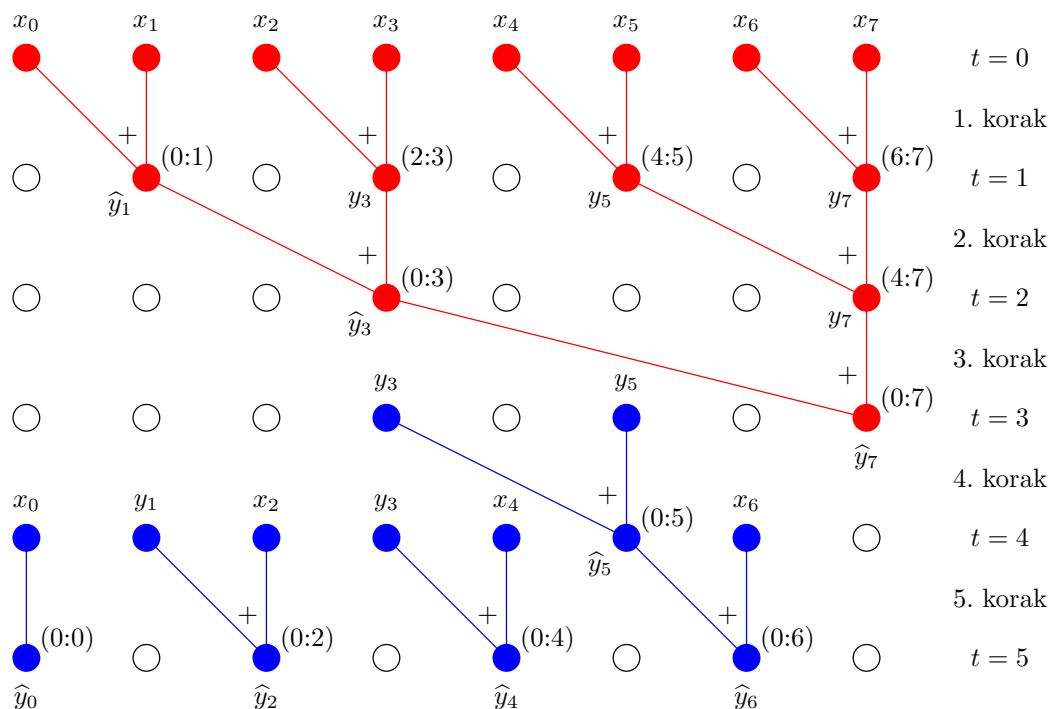 x₀ x₁ x₂ x₃ x₄ x₅ x₆ x₇
t = 0
1. korak
+ (0:1) + (2:3) + (4:5) + (6:7)
t = 1
ŷ₁ y₃ y₅ y₇
2. korak
+ (0:3) + (4:7)
t = 2
ŷ₃ y₇
3. korak
y₃ y₅ + (0:7)
t = 3
ŷ₇
4. korak
x₀ y₁ x₂ y₃ x₄ + (0:5) x₆
t = 4
ŷ₅
5. korak
(0:0) + (0:2) + (0:4) + (0:6)
t = 5
ŷ₀ ŷ₂ ŷ₄ ŷ₆